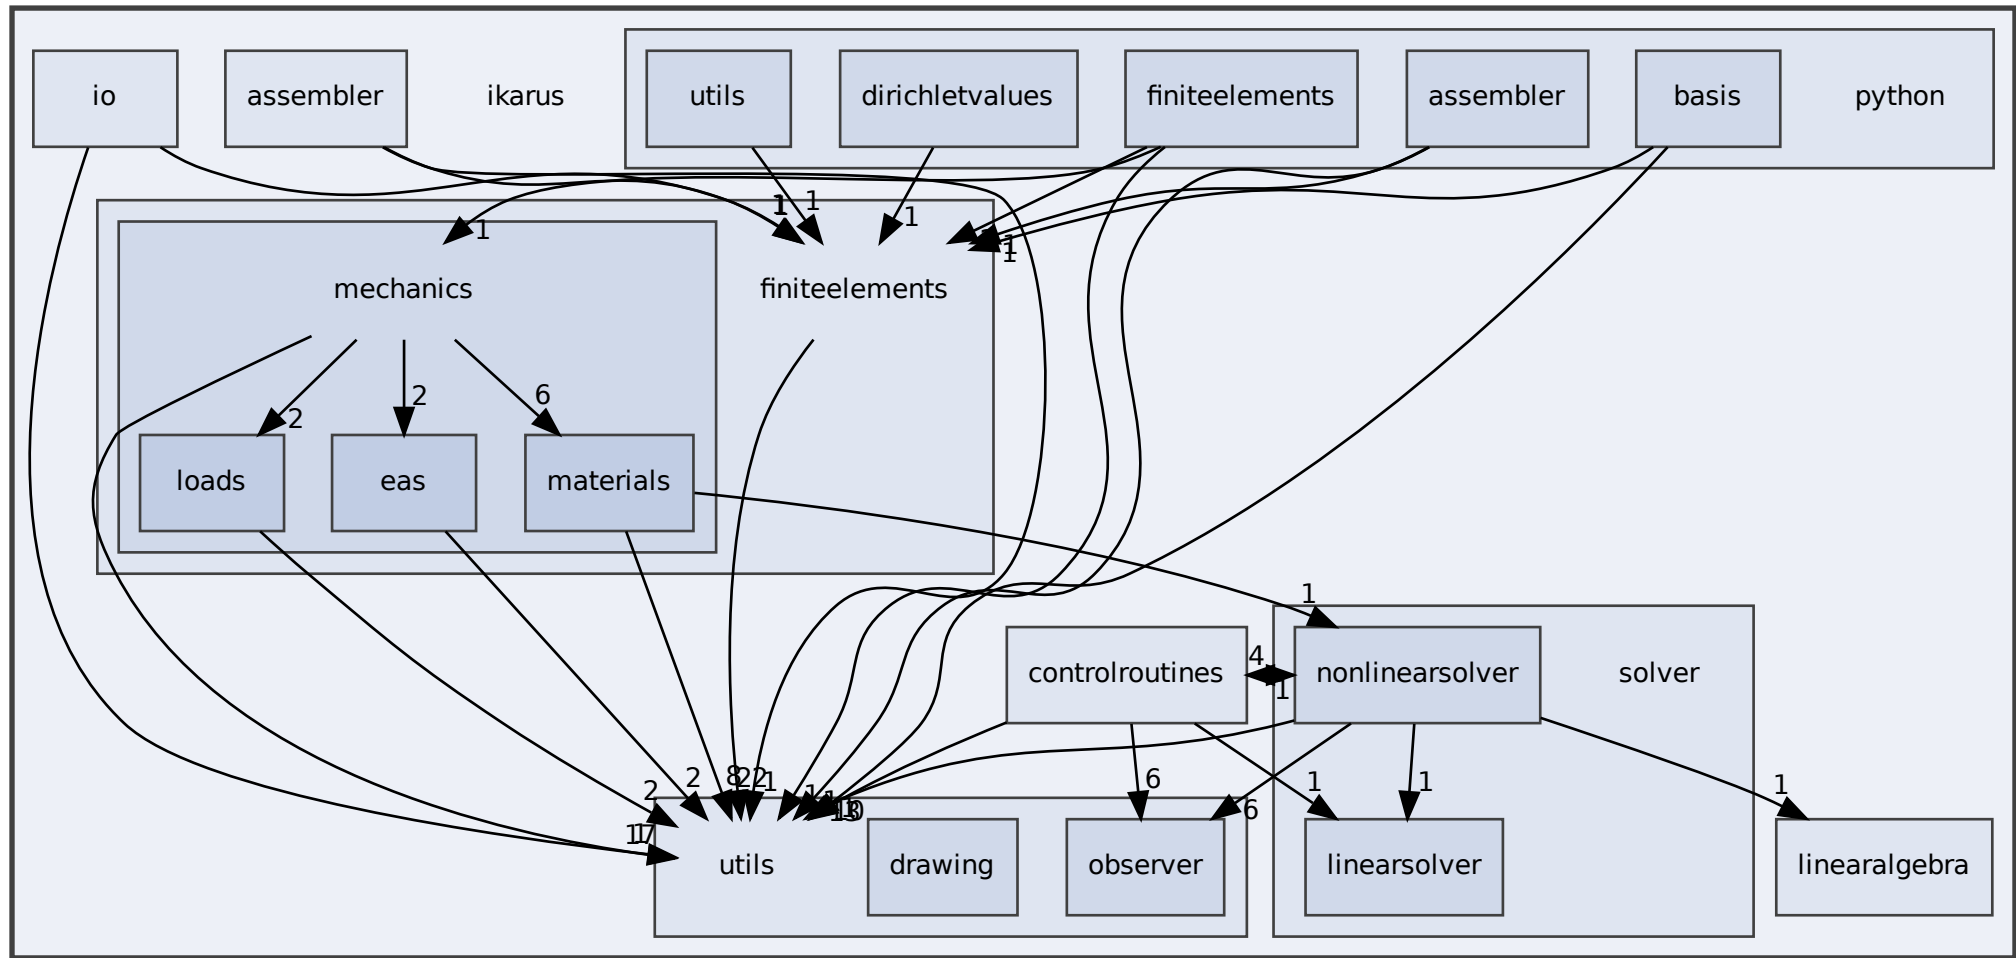 io
assembler
ikarus
utils
dirichletvalues
finiteelements
assembler
basis
python
1
1
1
1
1
1
mechanics
finiteelements
2
2
6
loads
eas
materials
1
controlroutines
4
1
nonlinearsolver
solver
2
2
8
2
2
1
6
6
1
1
1
17
utils
drawing
observer
linearsolver
linearalgebra